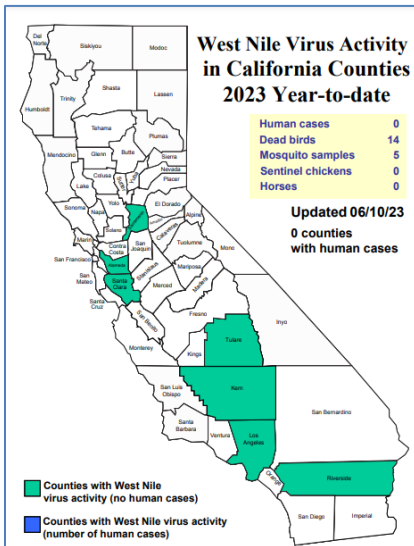 West Nile Virus Activity
in California Counties
2023 Year-to-date
Human cases 0
Dead birds 14
Mosquito samples 5
Sentinel chickens 0
Horses 0
Updated 06/10/23
0 counties
with human cases
Del
Norte
Siskiyou
Modoc
Humboldt
Trinity
Shasta
Lassen
Tehama
Plumas
Mendocino
Glenn
Butte
Sierra
Nevada
Placer
Colusa
Sutter
Yuba
Lake
El Dorado
Sonoma
Napa
Yolo
Alpine
Solano
Marin
Contra
Costa
San
Joaquin
Calaveras
Tuolumne
Mono
San Francisco
Alameda
San
Mateo
Santa
Clara
Stanislaus
Mariposa
Santa
Cruz
Merced
Madera
San Benito
Fresno
Inyo
Monterey
Kings
Tulare
San Luis
Obispo
Kern
San Bernardino
Santa
Barbara
Ventura
Los
Angeles
Orange
Riverside
San Diego
Imperial
Counties with West Nile
virus activity (no human cases)
Counties with West Nile virus activity
(number of human cases)